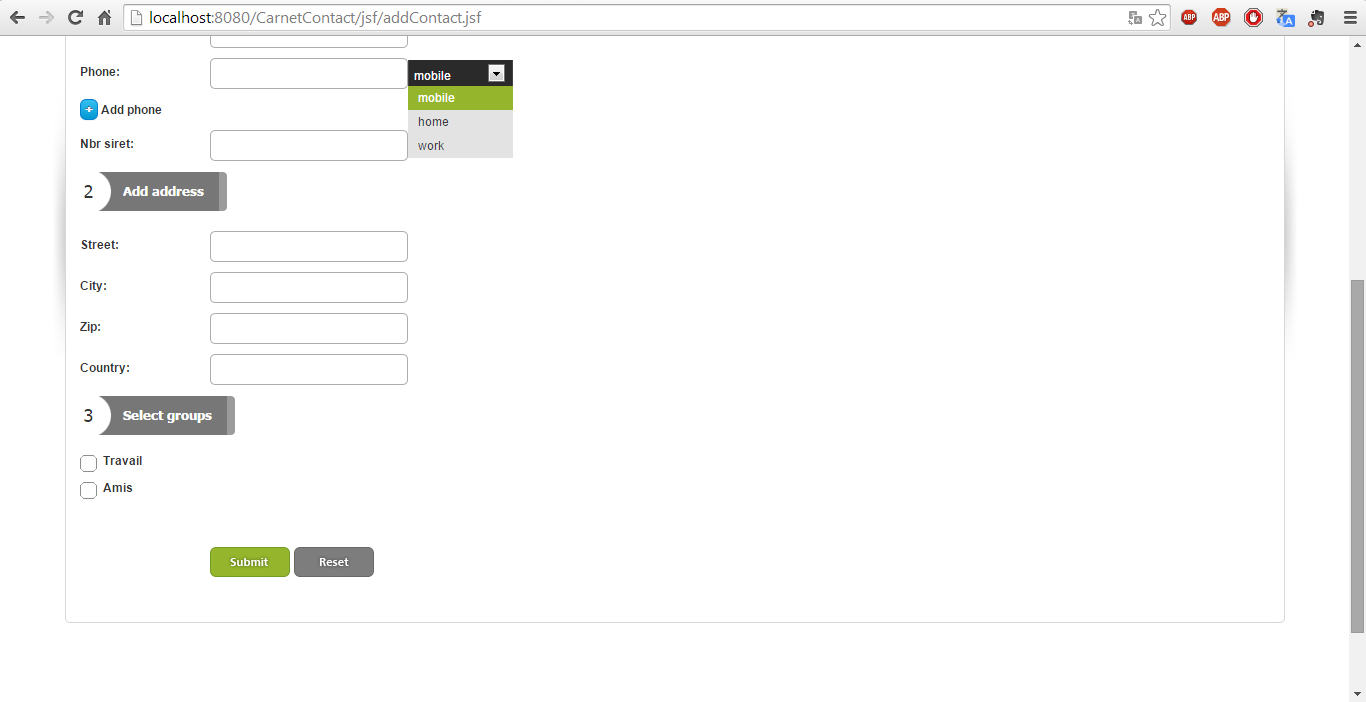 localhost:8080/CarnetContact/jsf/addContact.jsf
ABP
ABP
Phone:
mobile
mobile
home
work
+ Add phone
Nbr siret:
2 Add address
Street:
City:
Zip:
Country:
3 Select groups
Travail
Amis
Submit Reset